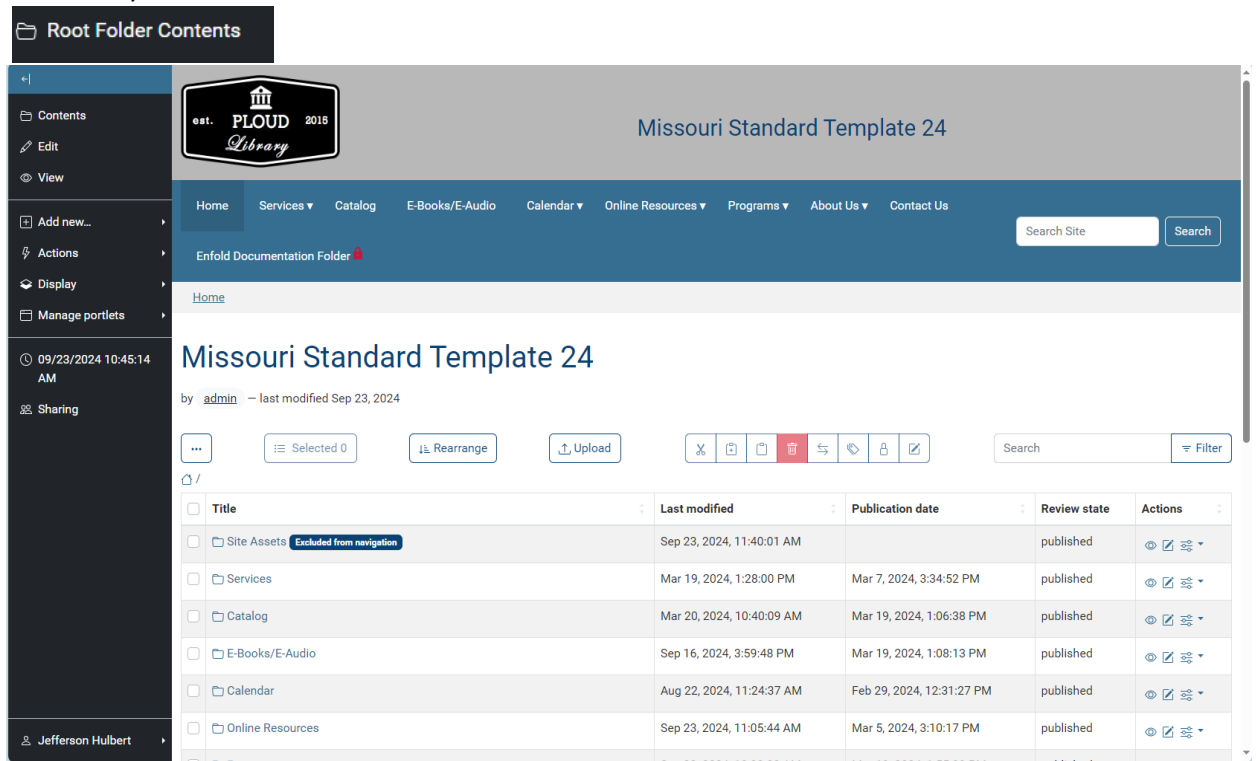 Root Folder Contents
Contents
Edit
View
Add new...
Actions
Display
Manage portlets
09/23/2024 10:45:14
AM
Sharing
Jefferson Hulbert
est. PLOUD 2015
Library
Missouri Standard Template 24
Home Services ▾ Catalog E-Books/E-Audio Calendar ▾ Online Resources ▾ Programs ▾ About Us ▾ Contact Us
Search Site Search
Enfold Documentation Folder
Home
Missouri Standard Template 24
by admin — last modified Sep 23, 2024
... Selected 0 Rearrange Upload Search Filter
/
Title Last modified Publication date Review state Actions
Site Assets Excluded from navigation Sep 23, 2024, 11:40:01 AM published
Services Mar 19, 2024, 1:28:00 PM Mar 7, 2024, 3:34:52 PM published
Catalog Mar 20, 2024, 10:40:09 AM Mar 19, 2024, 1:06:38 PM published
E-Books/E-Audio Sep 16, 2024, 3:59:48 PM Mar 19, 2024, 1:08:13 PM published
Calendar Aug 22, 2024, 11:24:37 AM Feb 29, 2024, 12:31:27 PM published
Online Resources Sep 23, 2024, 11:05:44 AM Mar 5, 2024, 3:10:17 PM published